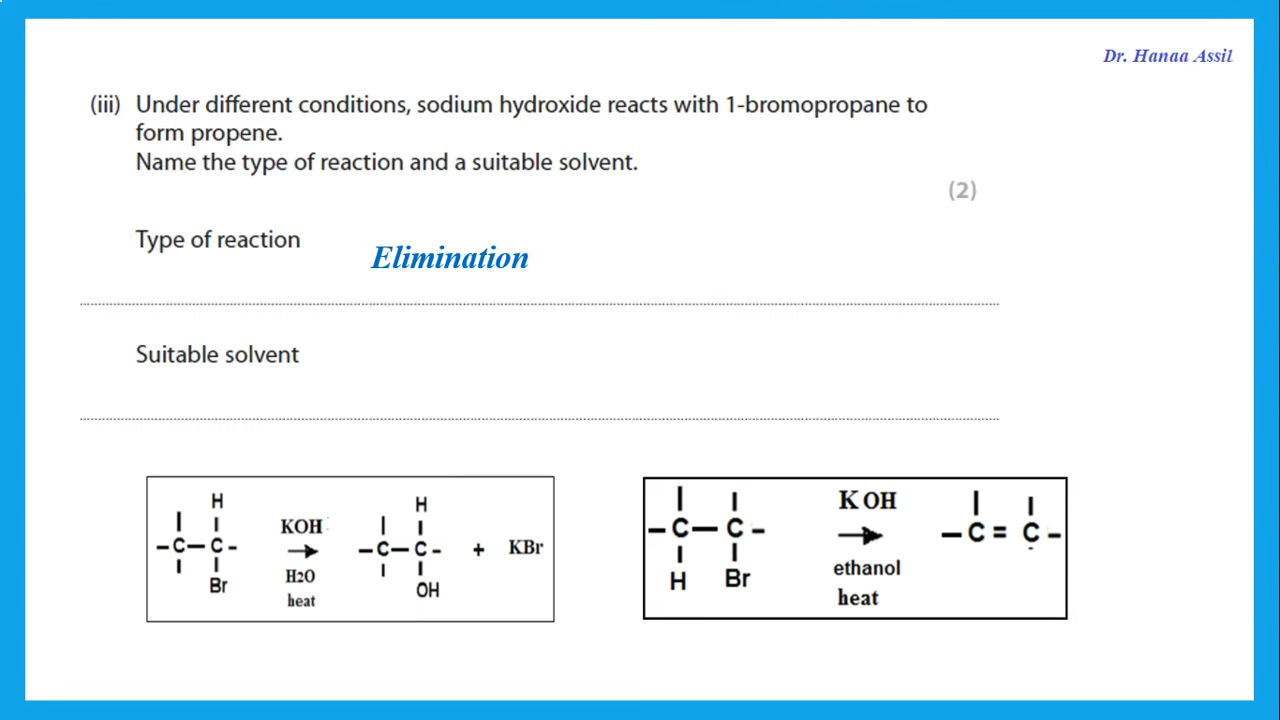 Dr. Hanaa Assil
(iii) Under different conditions, sodium hydroxide reacts with 1-bromopropane to
form propene.
Name the type of reaction and a suitable solvent.
(2)
Type of reaction
Elimination
Suitable solvent
H
– C – C –
Br
KOH
H2O
heat
H
– C – C –
OH
+ KBr
– C – C –
H Br
K OH
ethanol
heat
– C = C –